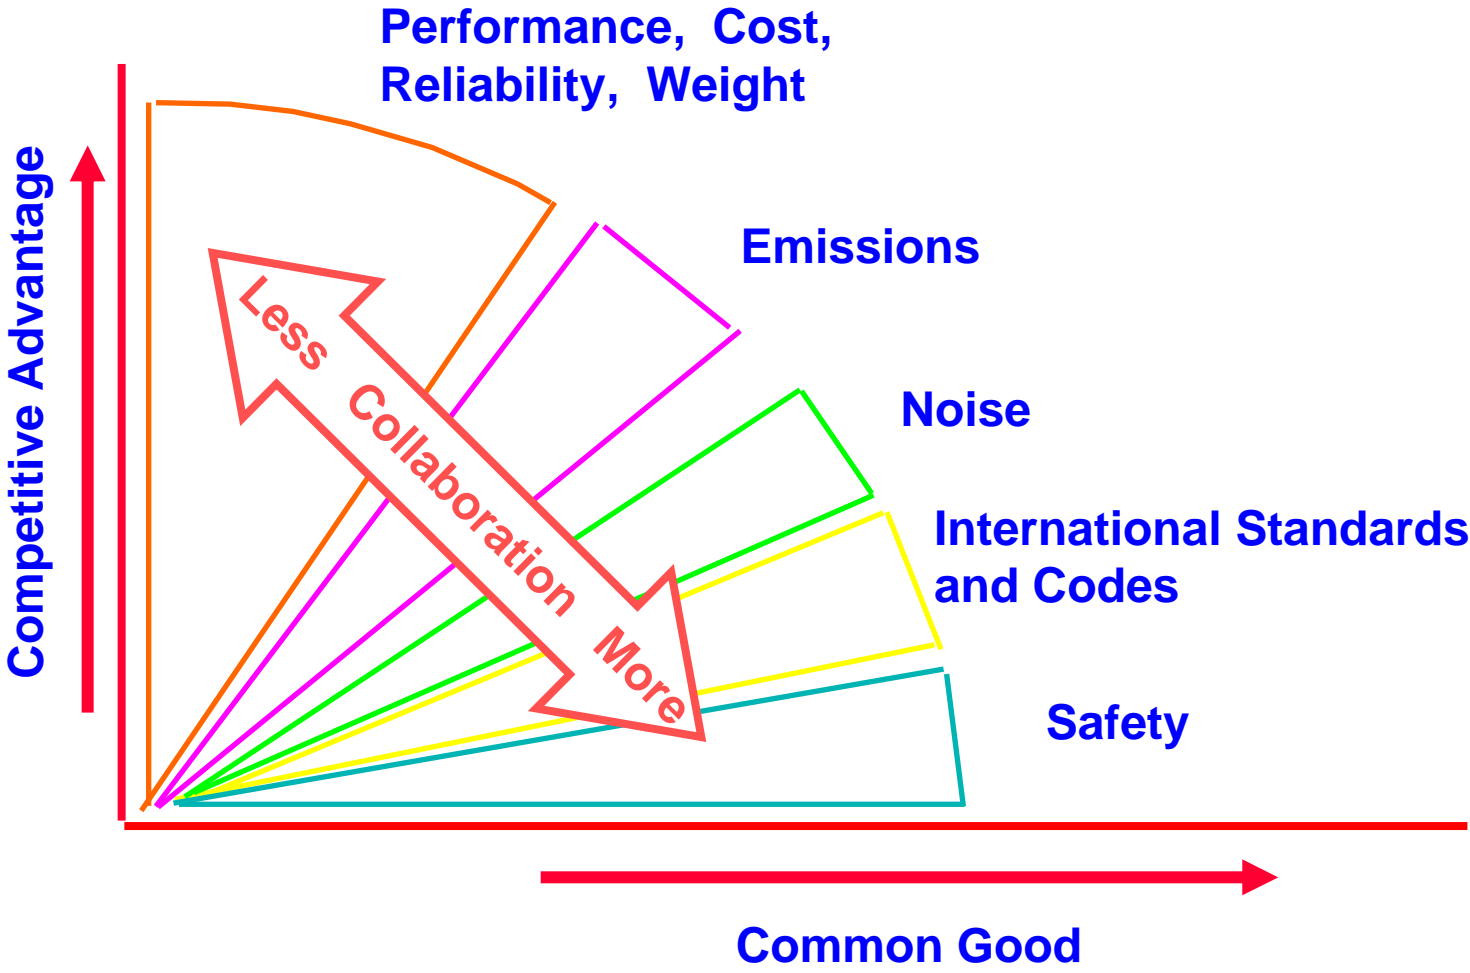 Performance, Cost,
Reliability, Weight
Emissions
Noise
International Standards
and Codes
Safety
Less Collaboration More
Competitive Advantage
Common Good